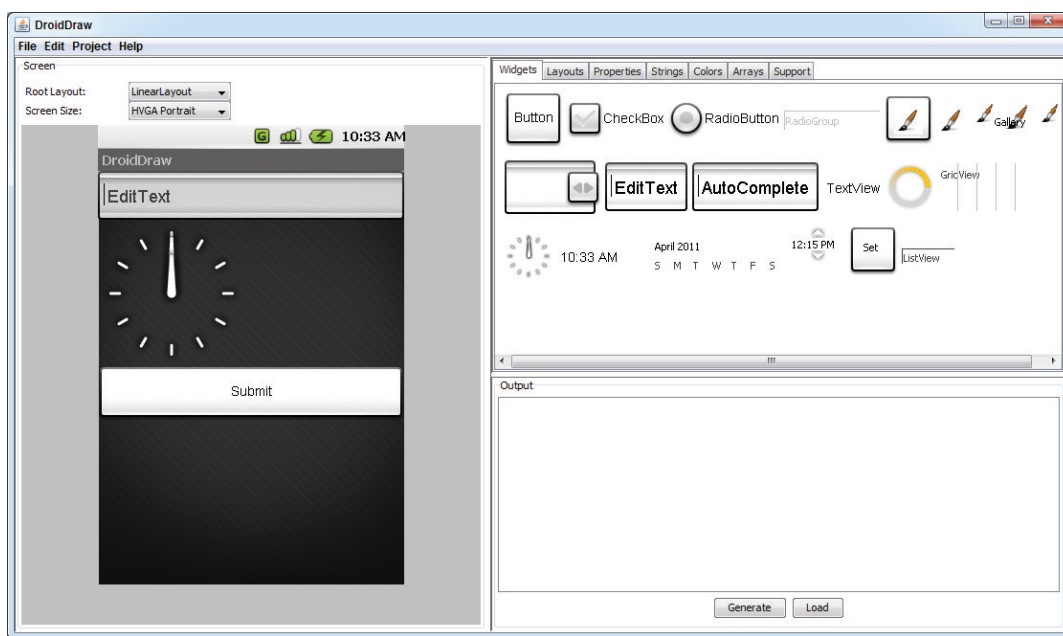 DroidDraw
File Edit Project Help
Screen
Root Layout: LinearLayout
Screen Size: HVGA Portrait
G 10:33 AM
DroidDraw
EditText
Submit
Widgets Layouts Properties Strings Colors Arrays Support
Button CheckBox RadioButton RadioGroup Gallery
EditText AutoComplete TextView GridView
10:33 AM April 2011 12:15 PM Set ListView
S M T W T F S
Output
Generate Load